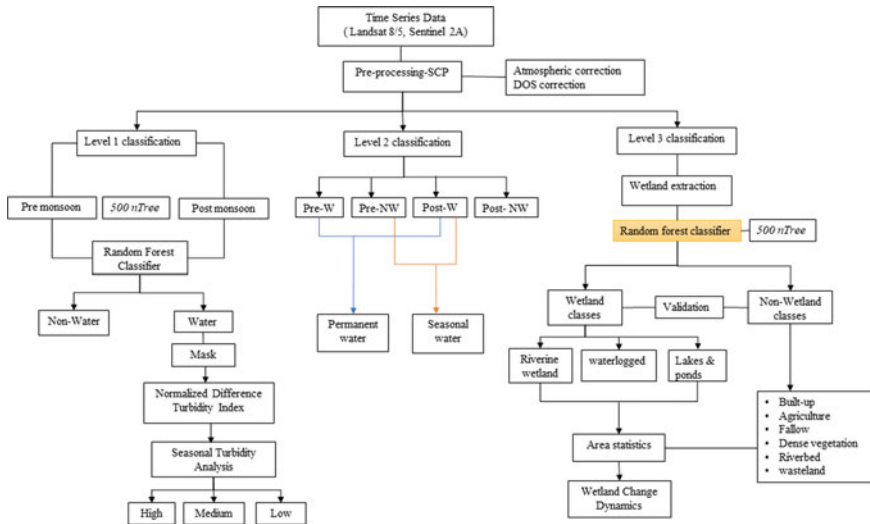 Time Series Data
( Landsat 8/5, Sentinel 2A)
Pre-processing-SCP
Atmospheric correction
DOS correction
Level 1 classification
Level 2 classification
Level 3 classification
Pre monsoon
500 nTree
Post monsoon
Random Forest
Classifier
Non-Water
Water
Mask
Normalized Difference
Turbidity Index
Seasonal Turbidity
Analysis
High
Medium
Low
Pre-W
Pre-NW
Post-W
Post- NW
Permanent
water
Seasonal
water
Wetland extraction
Random forest classifier
500 nTree
Wetland
classes
Validation
Non-Wetland
classes
Riverine
wetland
waterlogged
Lakes &
ponds
Area statistics
Wetland Change
Dynamics
• Built-up
• Agriculture
• Fallow
• Dense vegetation
• Riverbed
• wasteland